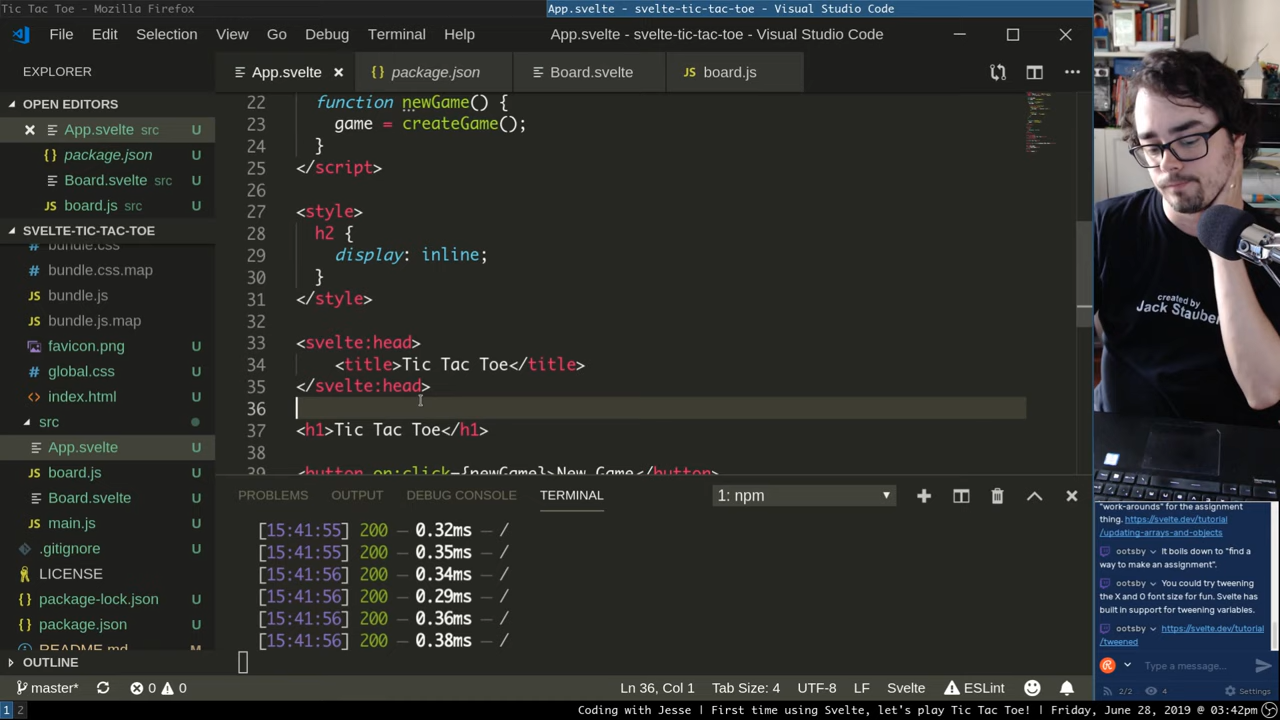 Tic Tac Toe - Mozilla Firefox
App.svelte - svelte-tic-tac-toe - Visual Studio Code
File Edit Selection View Go Debug Terminal Help
App.svelte - svelte-tic-tac-toe - Visual Studio Code
EXPLORER
App.svelte
package.json
Board.svelte
board.js
OPEN EDITORS
App.svelte src U
package.json U
Board.svelte src U
board.js src U
SVELTE-TIC-TAC-TOE
bundle.css
bundle.css.map
bundle.js
bundle.js.map
favicon.png U
global.css U
index.html U
src
App.svelte U
board.js U
Board.svelte U
main.js U
.gitignore U
LICENSE
package-lock.json U
package.json U
README.md
OUTLINE
22 function newGame() {
23 game = createGame();
24 }
25 </script>
26
27 <style>
28 h2 {
29 display: inline;
30 }
31 </style>
32
33 <svelte:head>
34 <title>Tic Tac Toe</title>
35 </svelte:head>
36
37 <h1>Tic Tac Toe</h1>
38
39 <button on:click={newGame}>New Game</button>
PROBLEMS OUTPUT DEBUG CONSOLE TERMINAL 1: npm
[15:41:55] 200 — 0.32ms — /
[15:41:55] 200 — 0.35ms — /
[15:41:56] 200 — 0.34ms — /
[15:41:56] 200 — 0.29ms — /
[15:41:56] 200 — 0.36ms — /
[15:41:56] 200 — 0.38ms — /
created by
Jack Stauber
"work-arounds" for the assignment
thing. https://svelte.dev/tutorial
/updating-arrays-and-objects
ootsby It boils down to "find a
way to make an assignment".
ootsby You could try tweening
the X and O font size for fun. Svelte has
built in support for tweening variables.
ootsby https://svelte.dev/tutorial
/tweened
Type a message...
2/2 4 Settings
master* 0 0 Ln 36, Col 1 Tab Size: 4 UTF-8 LF Svelte ESLint
1 2
Coding with Jesse | First time using Svelte, let's play Tic Tac Toe! | Friday, June 28, 2019 @ 03:42pm